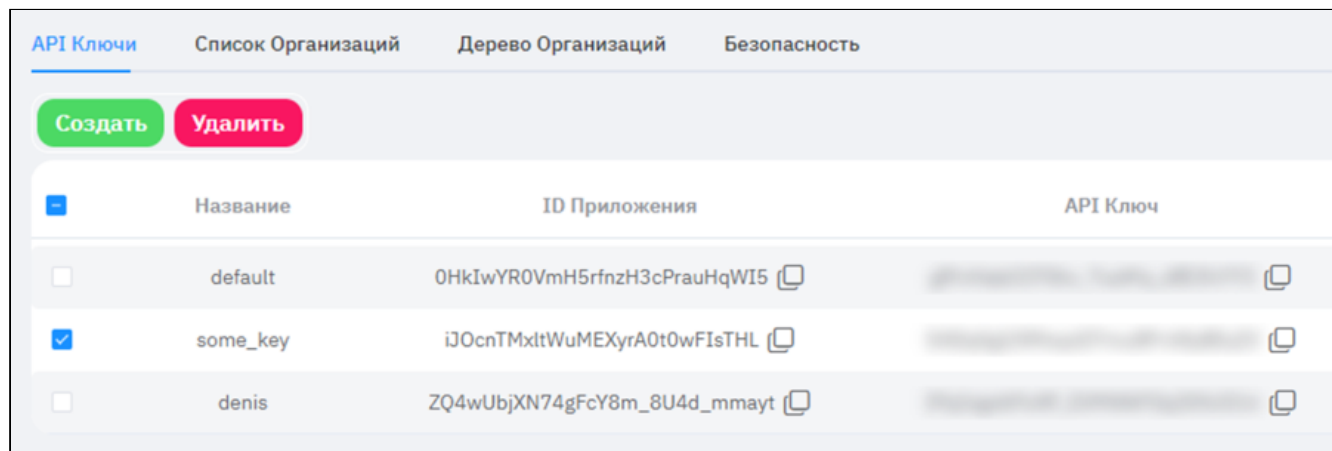 API Ключи Список Организаций Дерево Организаций Безопасность
Создать Удалить
Название ID Приложения API Ключ
default 0HkIwYR0VmH5rfnzH3cPrauHqWI5
some_key iJOcnTMxltWuMEXyrA0t0wFIsTHL
denis ZQ4wUbjXN74gFcY8m_8U4d_mmayt